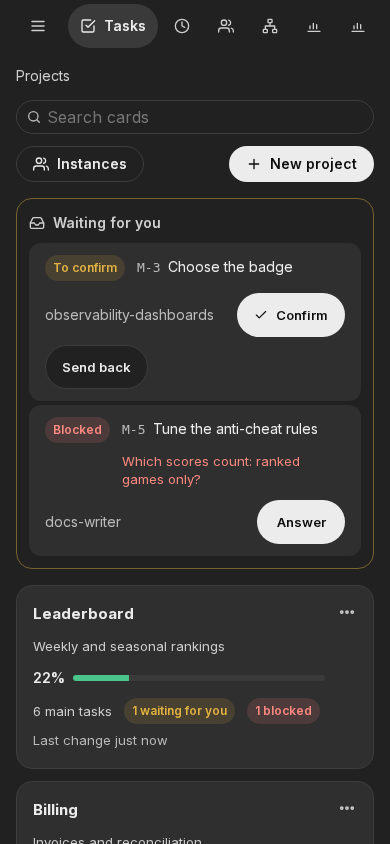 Tasks
Projects
Search cards
Instances
New project
Waiting for you
To confirm M-3 Choose the badge
observability-dashboards Confirm
Send back
Blocked M-5 Tune the anti-cheat rules
Which scores count: ranked
games only?
docs-writer Answer
Leaderboard
Weekly and seasonal rankings
22%
6 main tasks 1 waiting for you 1 blocked
Last change just now
Billing
Invoices and reconciliation